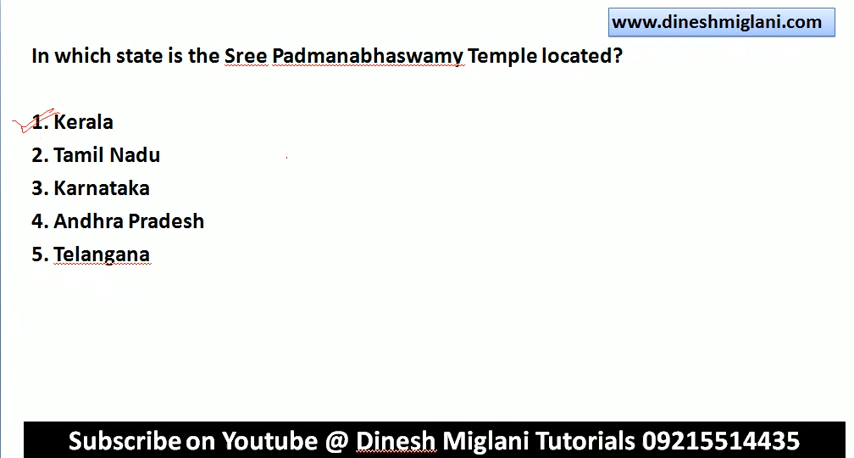 www.dineshmiglani.com
In which state is the Sree Padmanabhaswamy Temple located?
1. Kerala
2. Tamil Nadu
3. Karnataka
4. Andhra Pradesh
5. Telangana
Subscribe on Youtube @ Dinesh Miglani Tutorials 09215514435